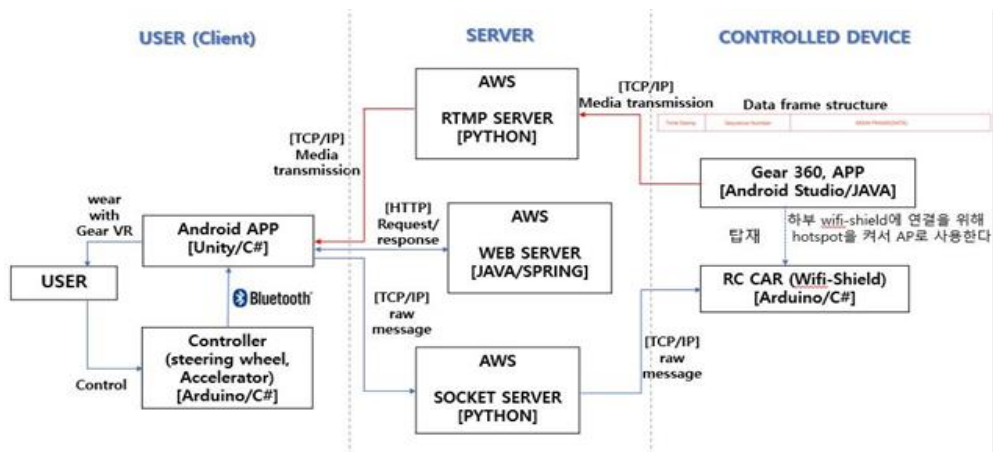 USER (Client)
SERVER
CONTROLLED DEVICE
AWS
RTMP SERVER
[PYTHON]
[TCP/IP]
Media transmission
Data frame structure
Time Stamp
Sequence Number
[TCP/IP]
Media
transmission
Gear 360, APP
[Android Studio/JAVA]
wear
with
Gear VR
Android APP
[Unity/C#]
[HTTP]
Request/
response
AWS
WEB SERVER
[JAVA/SPRING]
탑재
하부 wifi-shield에 연결을 위해
hotspot을 켜서 AP로 사용한다
USER
Bluetooth
RC CAR (Wifi-Shield)
[Arduino/C#]
[TCP/IP]
raw
message
Controller
(steering wheel,
Accelerator)
[Arduino/C#]
Control
AWS
SOCKET SERVER
[PYTHON]
[TCP/IP]
raw
message